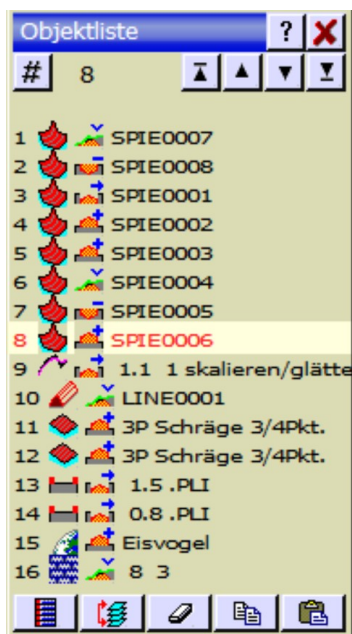 Objektliste ?
# 8
1 SPIE0007
2 SPIE0008
3 SPIE0001
4 SPIE0002
5 SPIE0003
6 SPIE0004
7 SPIE0005
8 SPIE0006
9 1.1 1 skalieren/glätte
10 LINE0001
11 3P Schräge 3/4Pkt.
12 3P Schräge 3/4Pkt.
13 1.5 .PLI
14 0.8 .PLI
15 Eisvogel
16 8 3